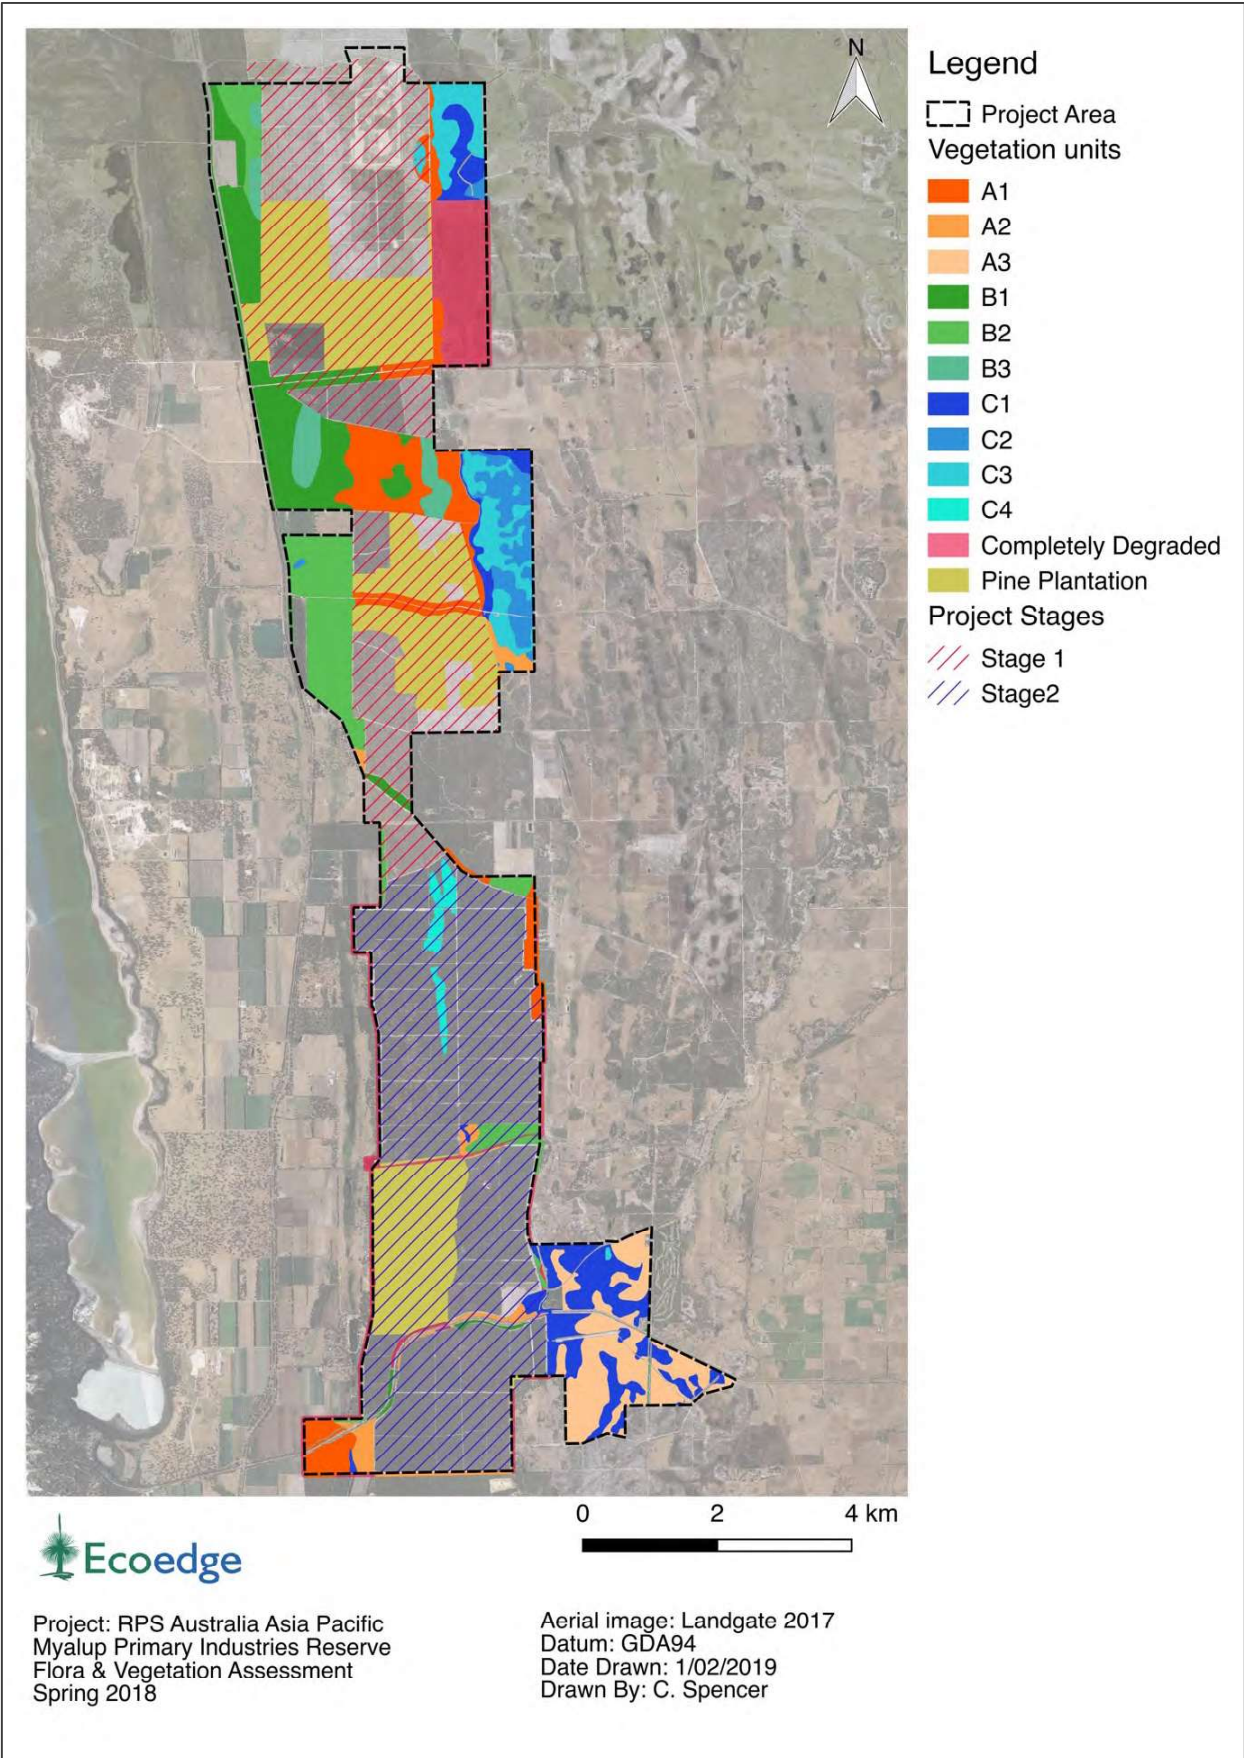 N
Legend
Project Area
Vegetation units
A1
A2
A3
B1
B2
B3
C1
C2
C3
C4
Completely Degraded
Pine Plantation
Project Stages
Stage 1
Stage2
0 2 4 km
Ecoedge
Project: RPS Australia Asia Pacific
Myalup Primary Industries Reserve
Flora & Vegetation Assessment
Spring 2018
Aerial image: Landgate 2017
Datum: GDA94
Date Drawn: 1/02/2019
Drawn By: C. Spencer